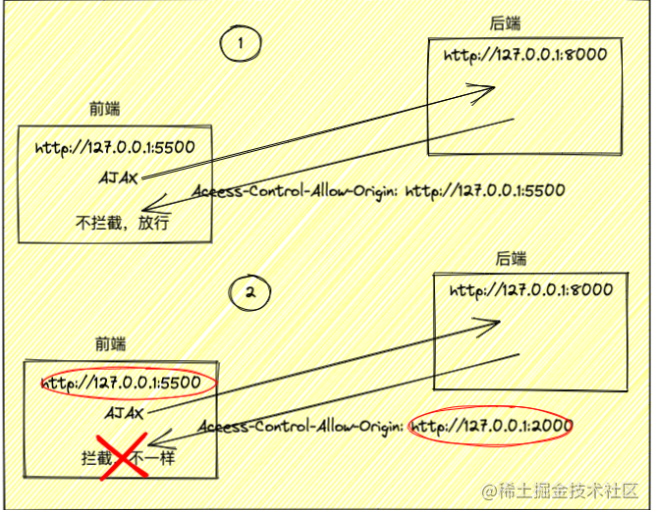 1
后端
http://127.0.0.1:8000
前端
http://127.0.0.1:5500
AJAX
Access-Control-Allow-Origin: http://127.0.0.1:5500
不拦截，放行
2
后端
http://127.0.0.1:8000
前端
http://127.0.0.1:5500
AJAX
Access-Control-Allow-Origin: http://127.0.0.1:2000
拦截，不一样
@稀土掘金技术社区